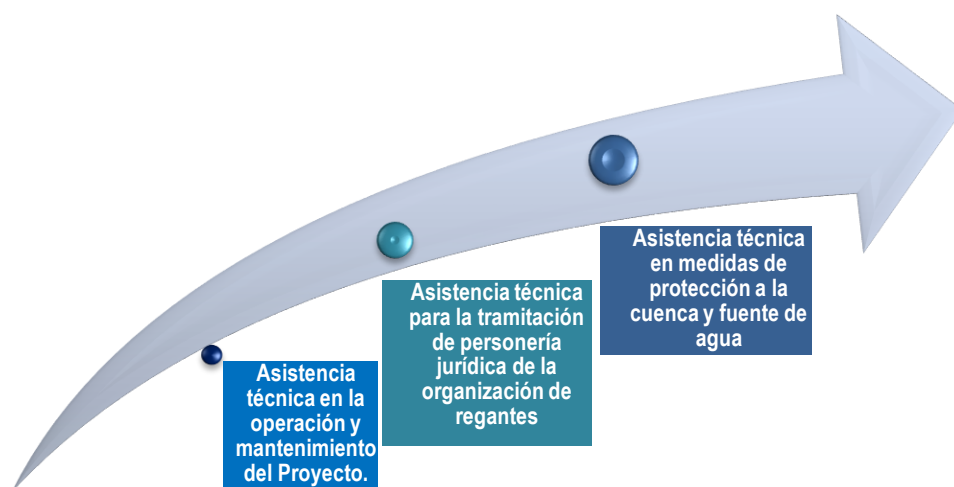 Asistencia
técnica en la
operación y
mantenimiento
del Proyecto.
Asistencia técnica
para la tramitación
de personería
jurídica de la
organización de
regantes
Asistencia técnica
en medidas de
protección a la
cuenca y fuente de
agua